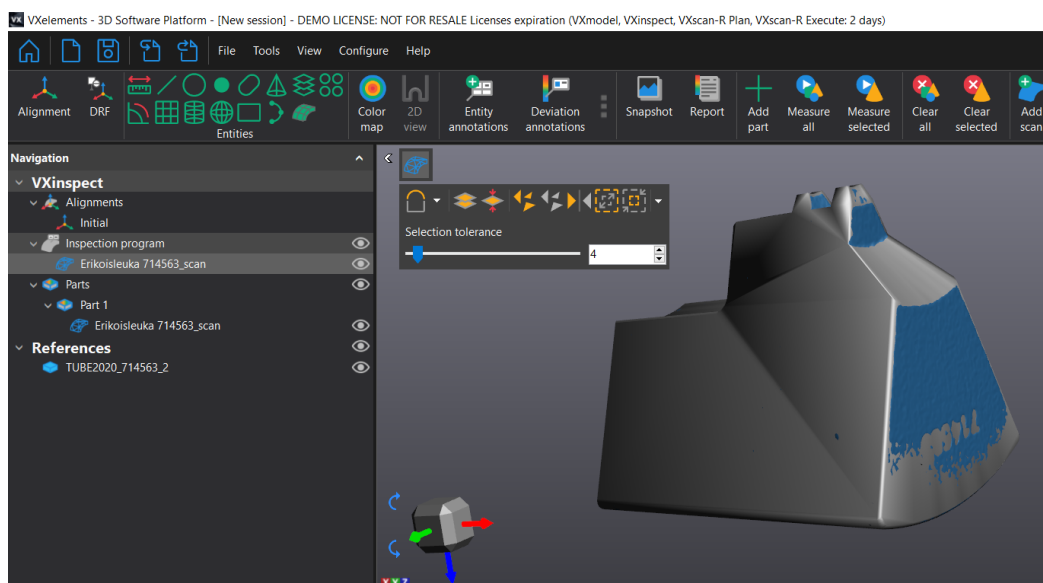 VXelements - 3D Software Platform - [New session] - DEMO LICENSE: NOT FOR RESALE Licenses expiration (VXmodel, VXinspect, VXscan-R Plan, VXscan-R Execute: 2 days)
File Tools View Configure Help
Alignment DRF Entities Color map 2D view Entity annotations Deviation annotations Snapshot Report Add part Measure all Measure selected Clear all Clear selected Add scan
Navigation
VXinspect
Alignments
Initial
Inspection program
Erikoisleuka 714563_scan
Parts
Part 1
Erikoisleuka 714563_scan
References
TUBE2020_714563_2
Selection tolerance
4
X Y Z